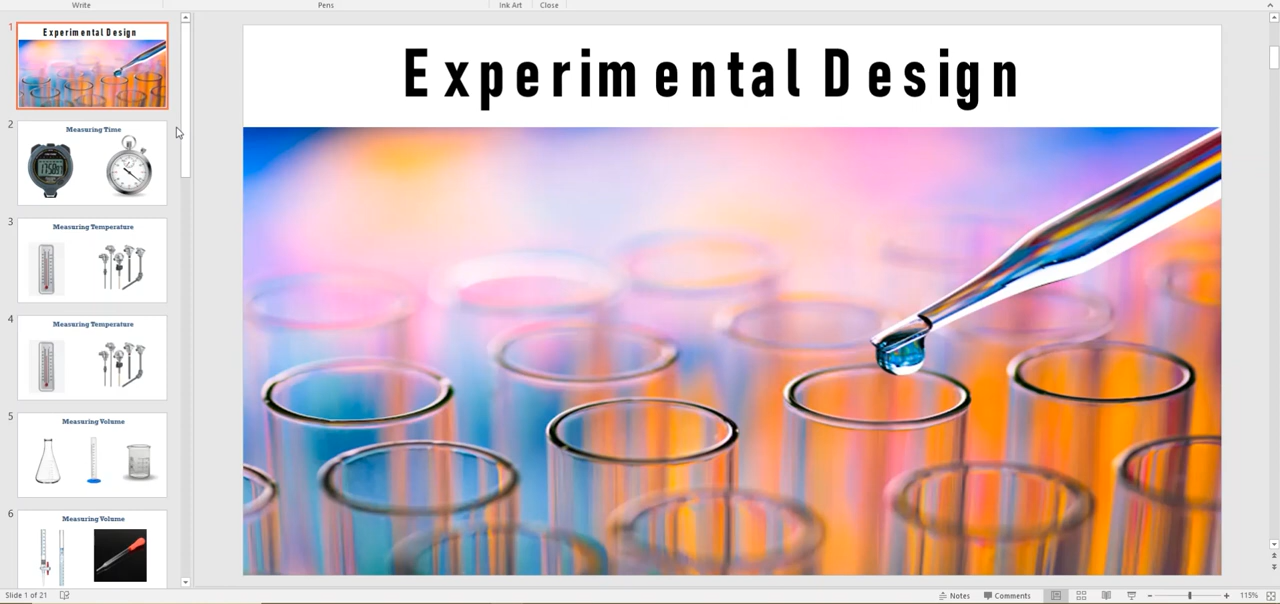 Write Pens Ink Art Close
1
Experimental Design
2
Measuring Time
3
Measuring Temperature
4
Measuring Temperature
5
Measuring Volume
6
Measuring Volume
Experimental Design
Slide 1 of 21
Notes Comments 115%